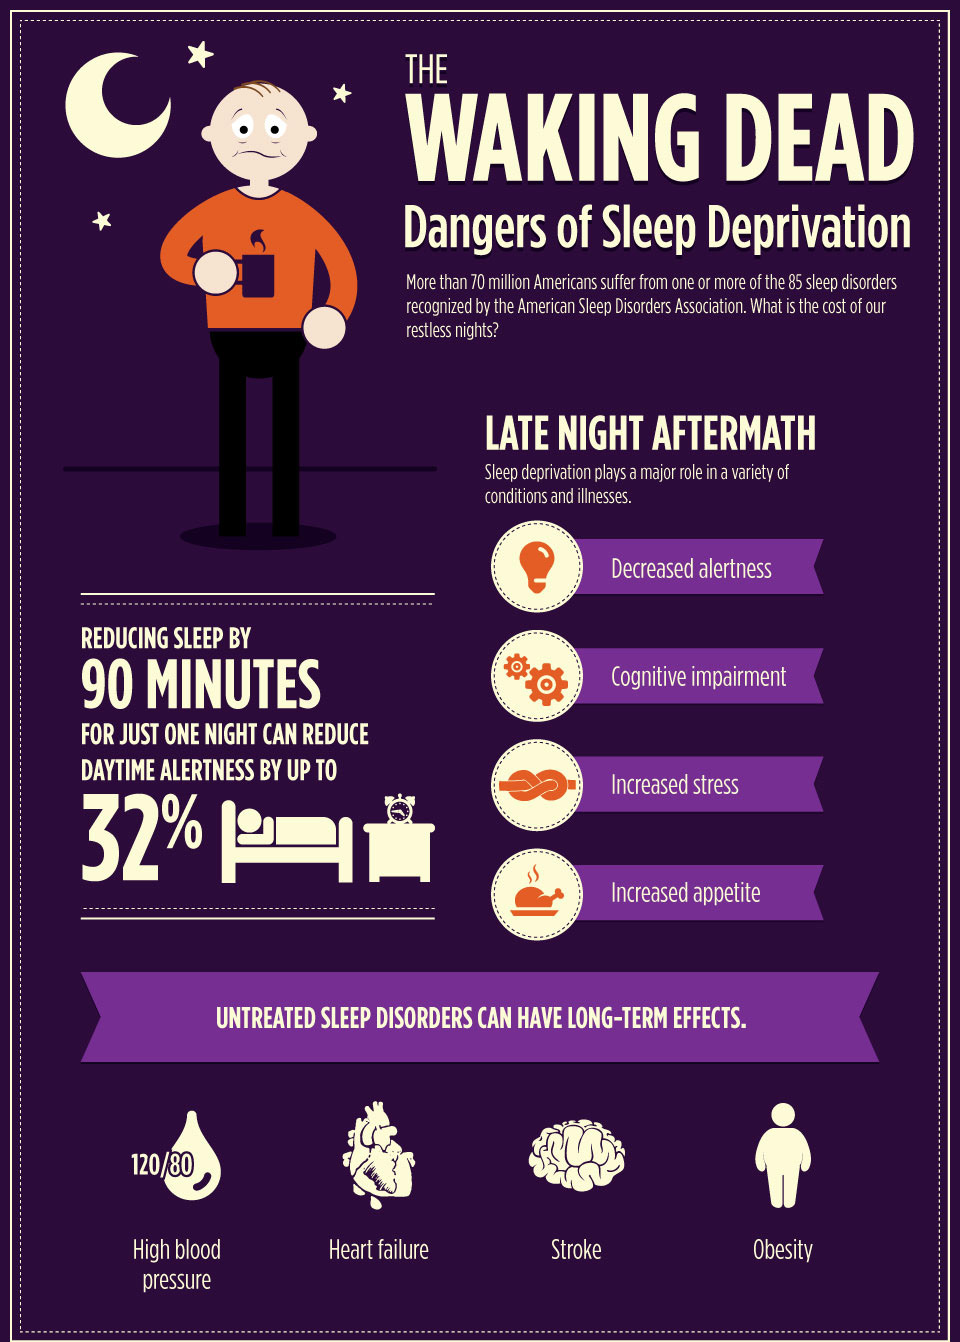 THE
WAKING DEAD
Dangers of Sleep Deprivation
More than 70 million Americans suffer from one or more of the 85 sleep disorders
recognized by the American Sleep Disorders Association. What is the cost of our
restless nights?
LATE NIGHT AFTERMATH
Sleep deprivation plays a major role in a variety of
conditions and illnesses.
Decreased alertness
Cognitive impairment
Increased stress
Increased appetite
REDUCING SLEEP BY
90 MINUTES
FOR JUST ONE NIGHT CAN REDUCE
DAYTIME ALERTNESS BY UP TO
32%
UNTREATED SLEEP DISORDERS CAN HAVE LONG-TERM EFFECTS.
120/80
High blood
pressure
Heart failure
Stroke
Obesity